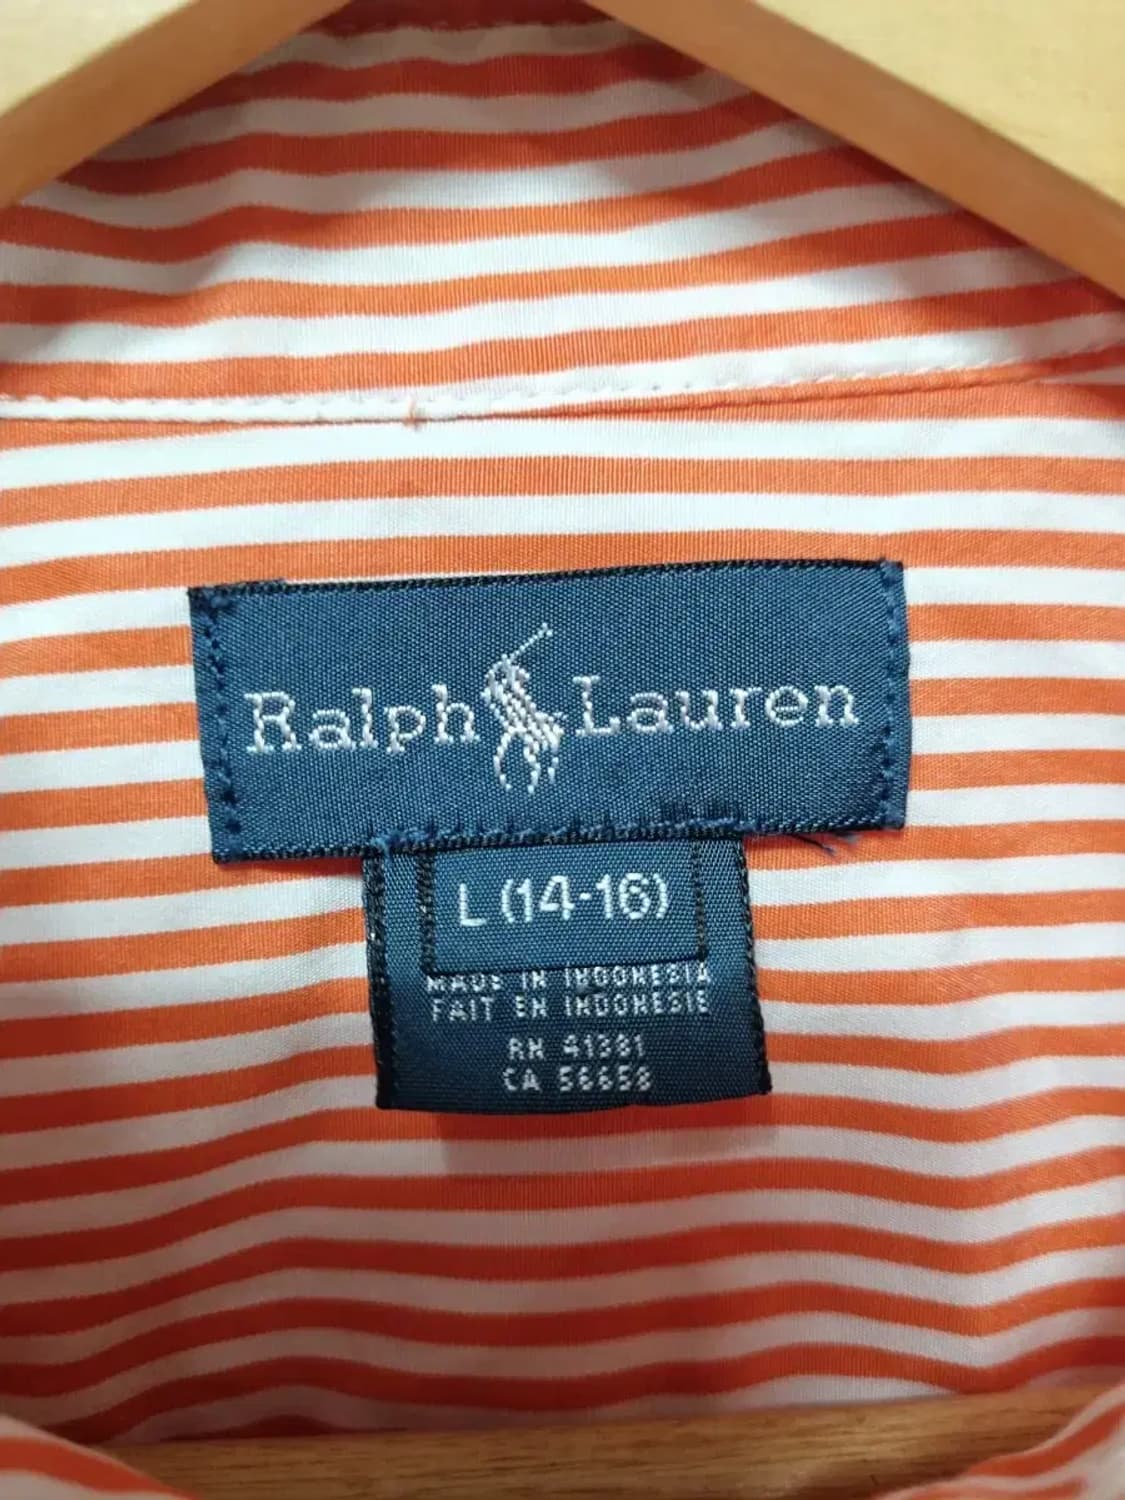 Ralph Lauren
L (14-16)
MADE IN INDONESIA
FAIT EN INDONESIE
RN 41381
CA 56658